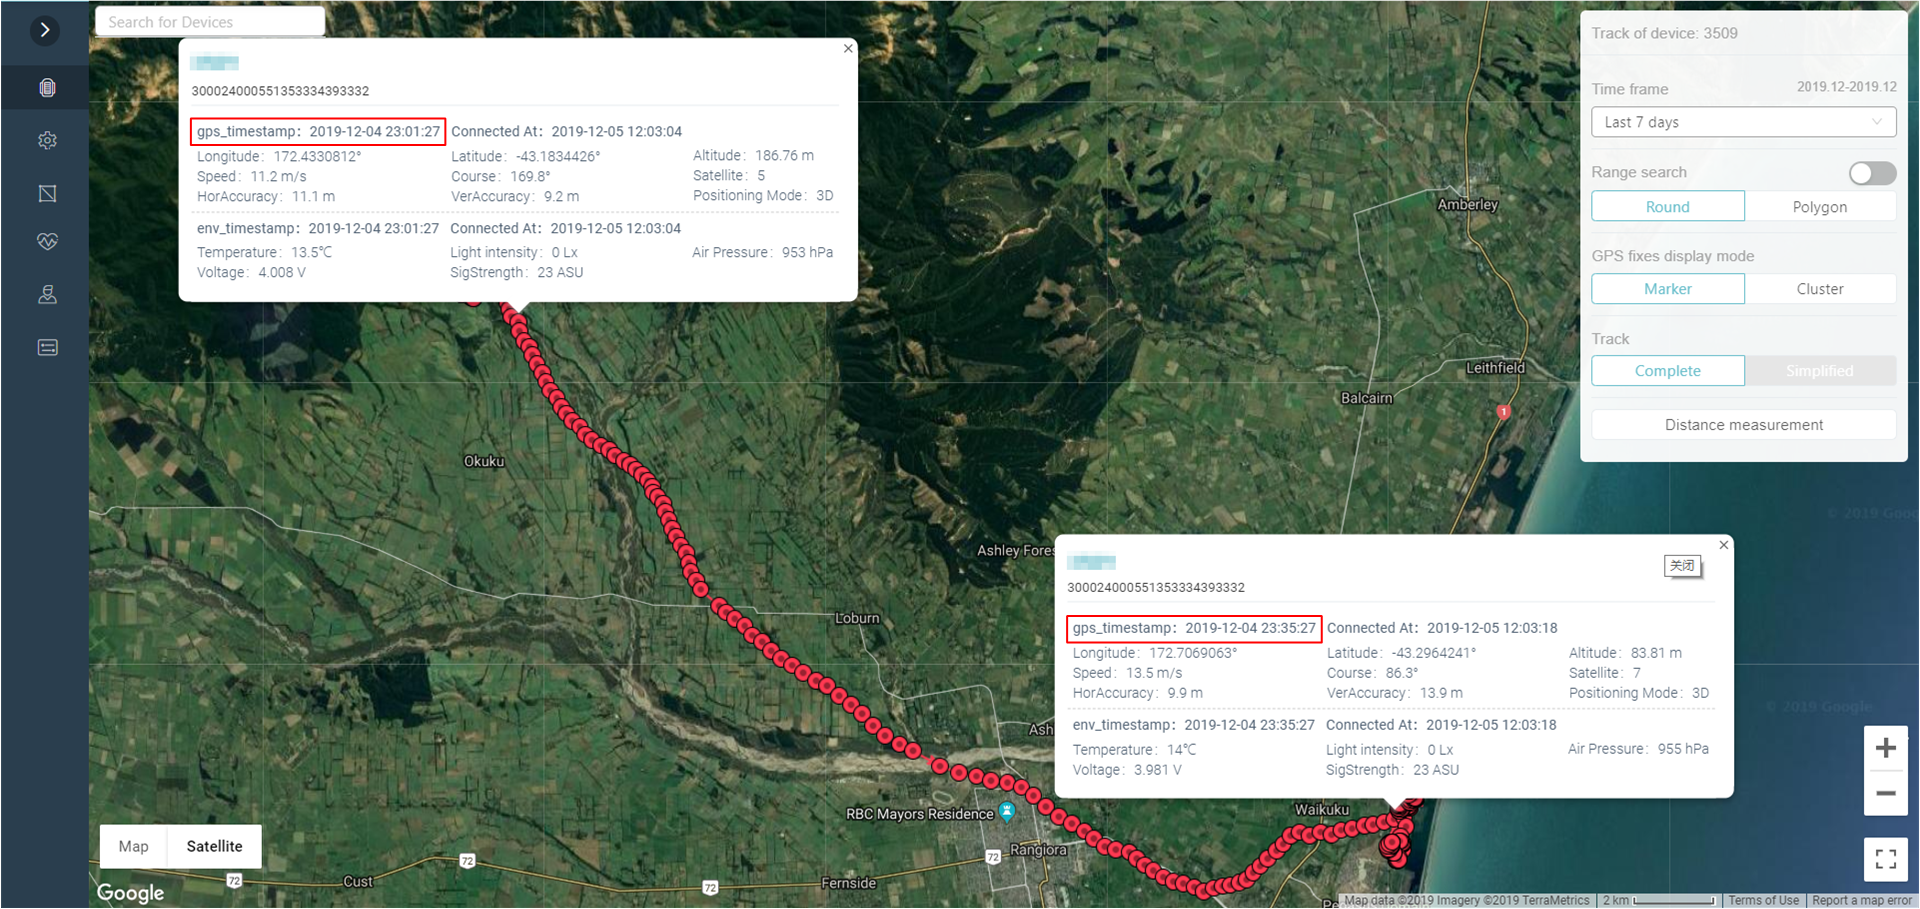 Search for Devices
300024000551353334393332
gps_timestamp: 2019-12-04 23:01:27 Connected At: 2019-12-05 12:03:04
Longitude: 172.4330812° Latitude: -43.1834426° Altitude: 186.76 m
Speed: 11.2 m/s Course: 169.8° Satellite: 5
HorAccuracy: 11.1 m VerAccuracy: 9.2 m Positioning Mode: 3D
env_timestamp: 2019-12-04 23:01:27 Connected At: 2019-12-05 12:03:04
Temperature: 13.5℃ Light intensity: 0 Lx Air Pressure: 953 hPa
Voltage: 4.008 V SigStrength: 23 ASU
Track of device: 3509
Time frame 2019.12-2019.12
Last 7 days
Range search
Round Polygon
GPS fixes display mode
Marker Cluster
Track
Complete Simplified
Distance measurement
Amberley
Leithfield
Balcairn
1
Okuku
© 2019 Goog
Ashley Fores
关闭
300024000551353334393332
gps_timestamp: 2019-12-04 23:35:27 Connected At: 2019-12-05 12:03:18
Longitude: 172.7069063° Latitude: -43.2964241° Altitude: 83.81 m
Speed: 13.5 m/s Course: 86.3° Satellite: 7
HorAccuracy: 9.9 m VerAccuracy: 13.9 m Positioning Mode: 3D
env_timestamp: 2019-12-04 23:35:27 Connected At: 2019-12-05 12:03:18
Temperature: 14℃ Light intensity: 0 Lx Air Pressure: 955 hPa
Voltage: 3.981 V SigStrength: 23 ASU
Loburn
© 2019 Google
Ash
Waikuku
RBC Mayors Residence
Rangiora
72
72
72
72
Cust
Fernside
Map Satellite
Google
Map data ©2019 Imagery ©2019 TerraMetrics 2 km Terms of Use Report a map error